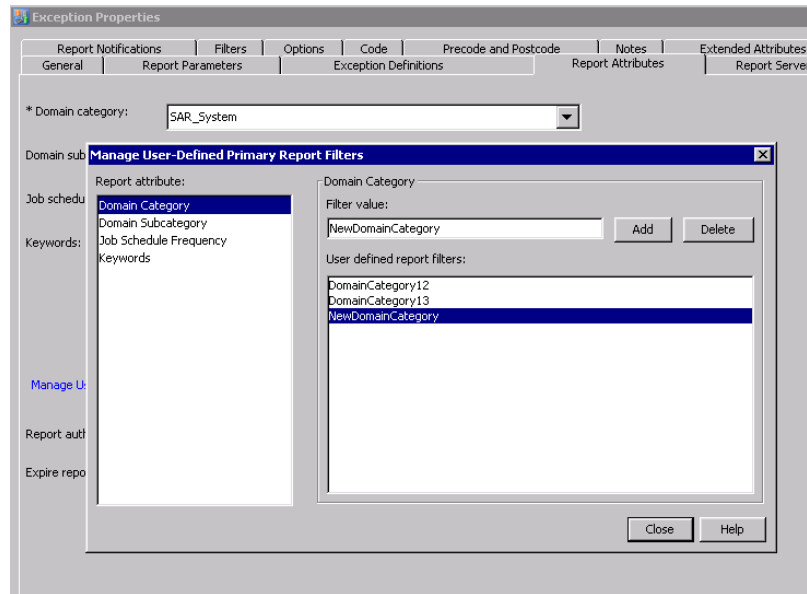 Exception Properties
Report Notifications Filters Options Code Precode and Postcode Notes Extended Attributes
General Report Parameters Exception Definitions Report Attributes Report Serve
* Domain category: SAR_System
Domain sub
Manage User-Defined Primary Report Filters
Report attribute:
Domain Category
Domain Subcategory
Job Schedule Frequency
Keywords
Domain Category
Filter value:
NewDomainCategory Add Delete
User defined report filters:
DomainCategory12
DomainCategory13
NewDomainCategory
Close Help
Job schedu
Keywords:
Manage Us
Report auth
Expire repo